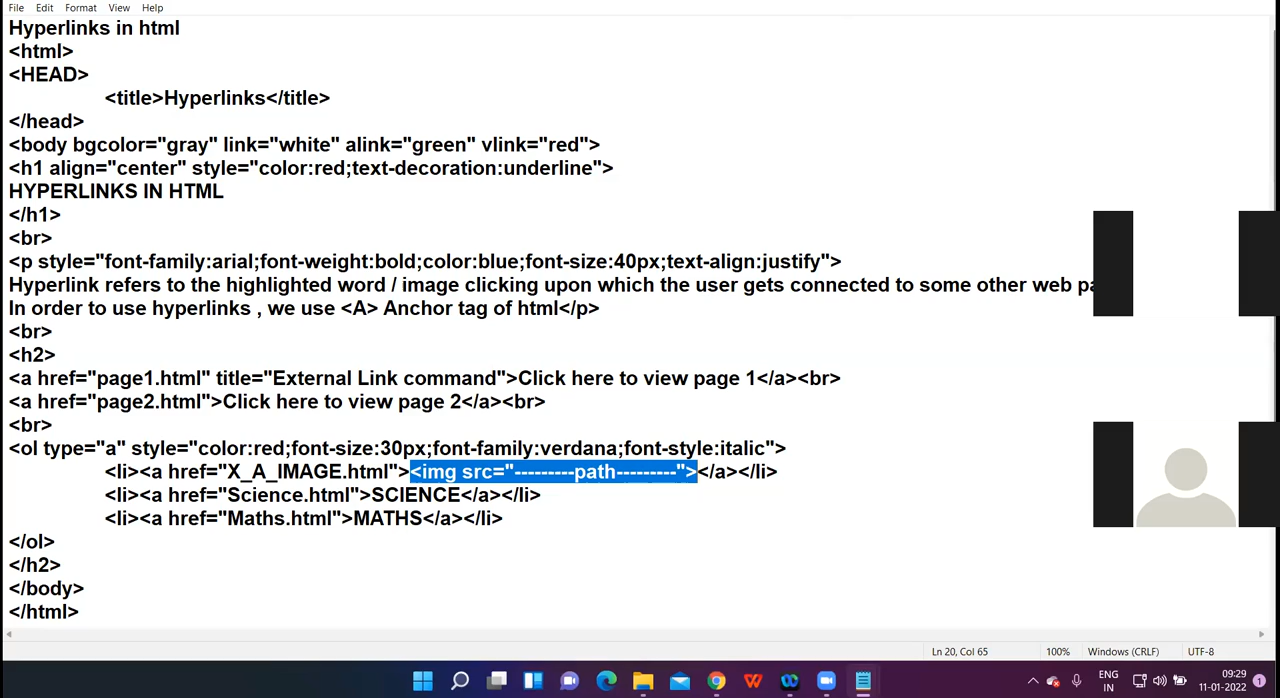 File Edit Format View Help
Hyperlinks in html
<html>
<HEAD>
<title>Hyperlinks</title>
</head>
<body bgcolor="gray" link="white" alink="green" vlink="red">
<h1 align="center" style="color:red;text-decoration:underline">
HYPERLINKS IN HTML
</h1>
<br>
<p style="font-family:arial;font-weight:bold;color:blue;font-size:40px;text-align:justify">
Hyperlink refers to the highlighted word / image clicking upon which the user gets connected to some other web pa
In order to use hyperlinks , we use <A> Anchor tag of html</p>
<br>
<h2>
<a href="page1.html" title="External Link command">Click here to view page 1</a><br>
<a href="page2.html">Click here to view page 2</a><br>
<br>
<ol type="a" style="color:red;font-size:30px;font-family:verdana;font-style:italic">
<li><a href="X_A_IMAGE.html"><img src="---------path---------"></a></li>
<li><a href="Science.html">SCIENCE</a></li>
<li><a href="Maths.html">MATHS</a></li>
</ol>
</h2>
</body>
</html>
Ln 20, Col 65 100% Windows (CRLF) UTF-8
ENG
IN
09:29
11-01-2022
1